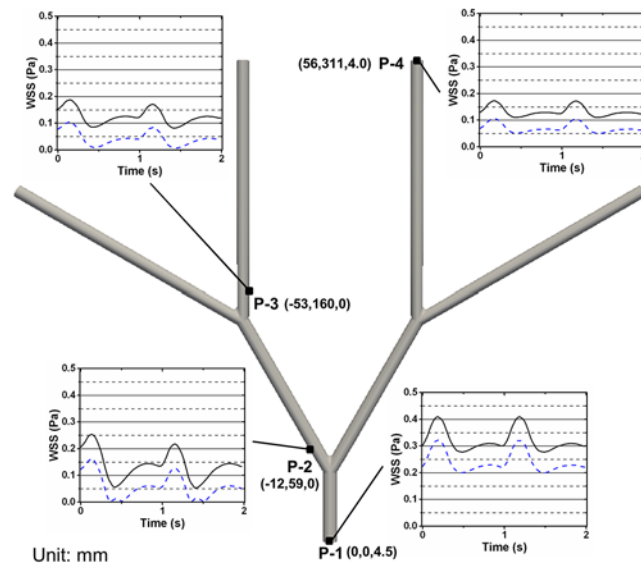 0.5
0.4
0.3
0.2
0.1
0.0
WSS (Pa)
0
1
2
Time (s)
(56,311,4.0) P-4
0.5
0.4
0.3
0.2
0.1
0.0
WSS (Pa)
0
1
2
Time (s)
P-3 (-53,160,0)
0.5
0.4
0.3
0.2
0.1
0.0
WSS (Pa)
0
1
2
Time (s)
P-2
(-12,59,0)
0.5
0.4
0.3
0.2
0.1
0.0
WSS (Pa)
0
1
2
Time (s)
P-1 (0,0,4.5)
Unit: mm